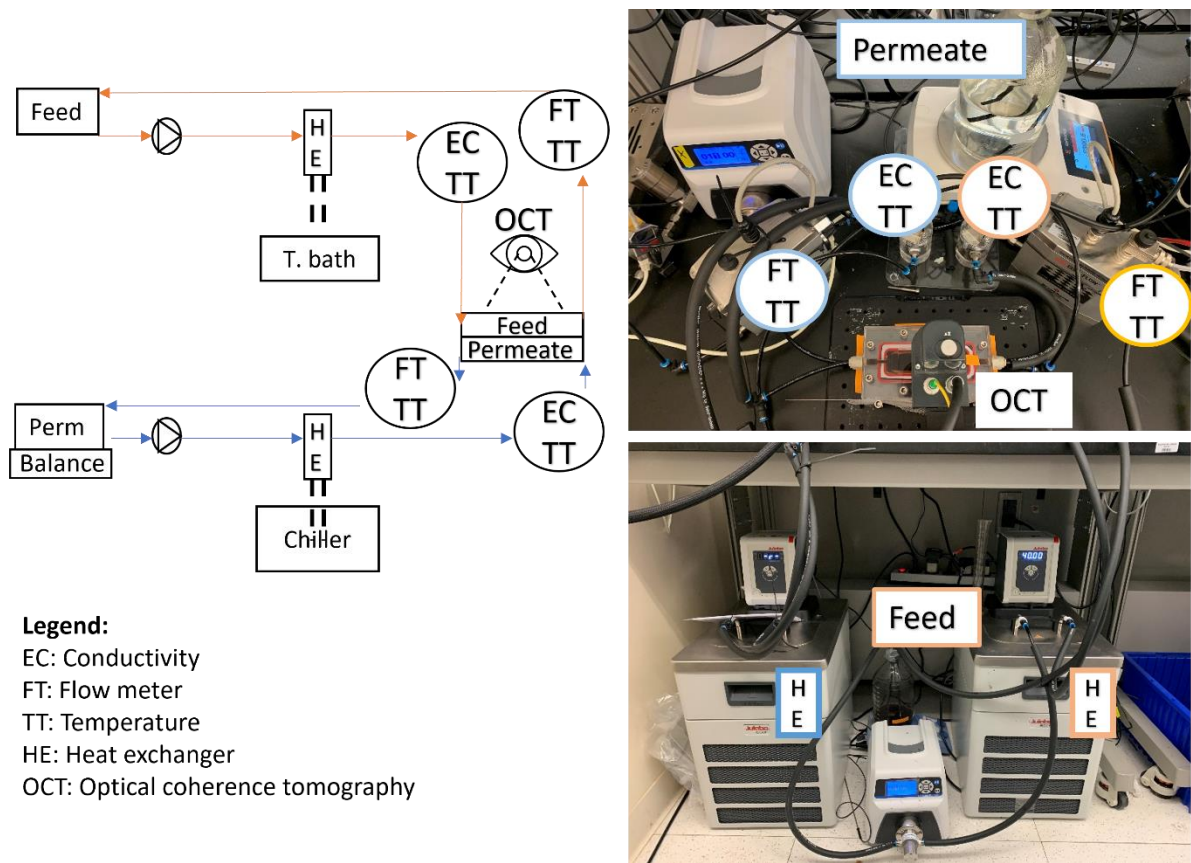 Feed
H
E
EC
TT
FT
TT
OCT
T. bath
Feed
Permeate
FT
TT
EC
TT
Perm
Balance
H
E
Chiller
Legend:
EC: Conductivity
FT: Flow meter
TT: Temperature
HE: Heat exchanger
OCT: Optical coherence tomography
Permeate
EC
TT
EC
TT
FT
TT
FT
TT
OCT
40.00
Feed
H
E
H
E